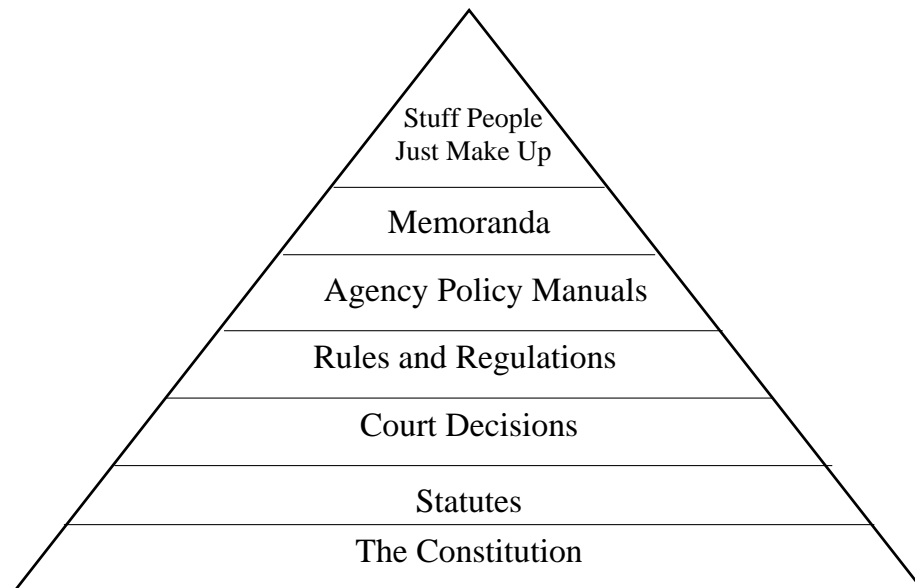 Stuff People
Just Make Up
Memoranda
Agency Policy Manuals
Rules and Regulations
Court Decisions
Statutes
The Constitution